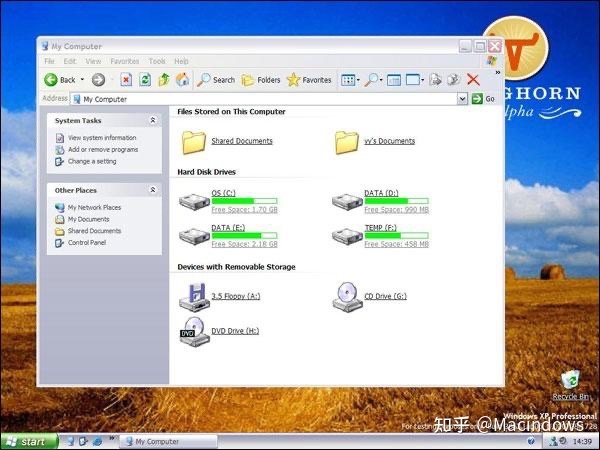 My Computer
File Edit View Favorites Tools Help
Back Search Folders Favorites
Address My Computer Go
System Tasks
View system information
Add or remove programs
Change a setting
Other Places
My Network Places
My Documents
Shared Documents
Control Panel
Files Stored on This Computer
Shared Documents
vv's Documents
Hard Disk Drives
OS (C:)
Free Space: 1.70 GB
DATA (D:)
Free Space: 990 MB
DATA (E:)
Free Space: 2.18 GB
TEMP (F:)
Free Space: 458 MB
Devices with Removable Storage
3.5 Floppy (A:)
CD Drive (G:)
DVD
DVD Drive (H:)
GHORN
alpha
Recycle Bin
Windows XP Professional
For testing
1728
知乎 @Macindows
start My Computer 14:39